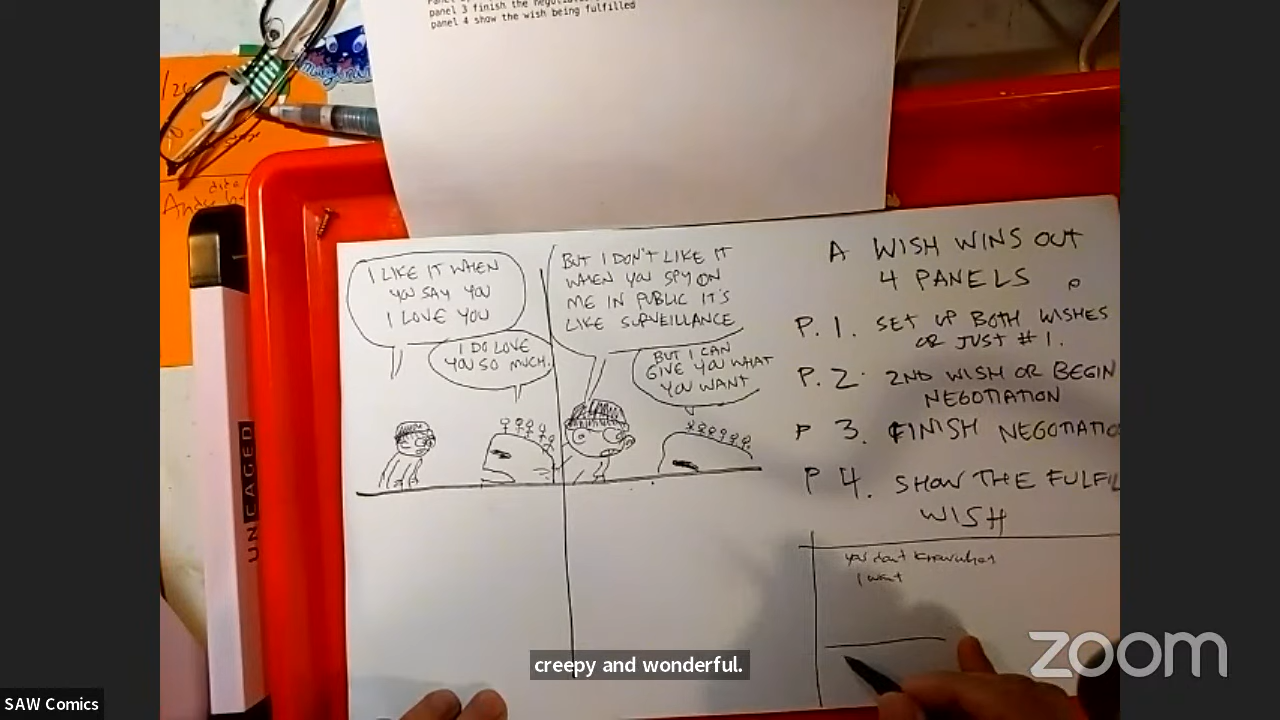 panel 3 finish the
panel 4 show the wish being fulfilled
I LIKE IT WHEN
YOU SAY YOU
I LOVE YOU
I DO LOVE
YOU SO MUCH.
BUT I DON'T LIKE IT
WHEN YOU SPY ON
ME IN PUBLIC IT'S
LIKE SURVEILLANCE
BUT I CAN
GIVE YOU WHAT
YOU WANT
A WISH WINS OUT
4 PANELS
P. 1. SET UP BOTH WISHES
OR JUST #1.
P. 2. 2ND WISH OR BEGIN
NEGOTIATION
P 3. FINISH NEGOTIATIO
P 4. SHOW THE FULFIL
WISH
you don't know what
I want
UNCAGED
creepy and wonderful.
zoom
SAW Comics